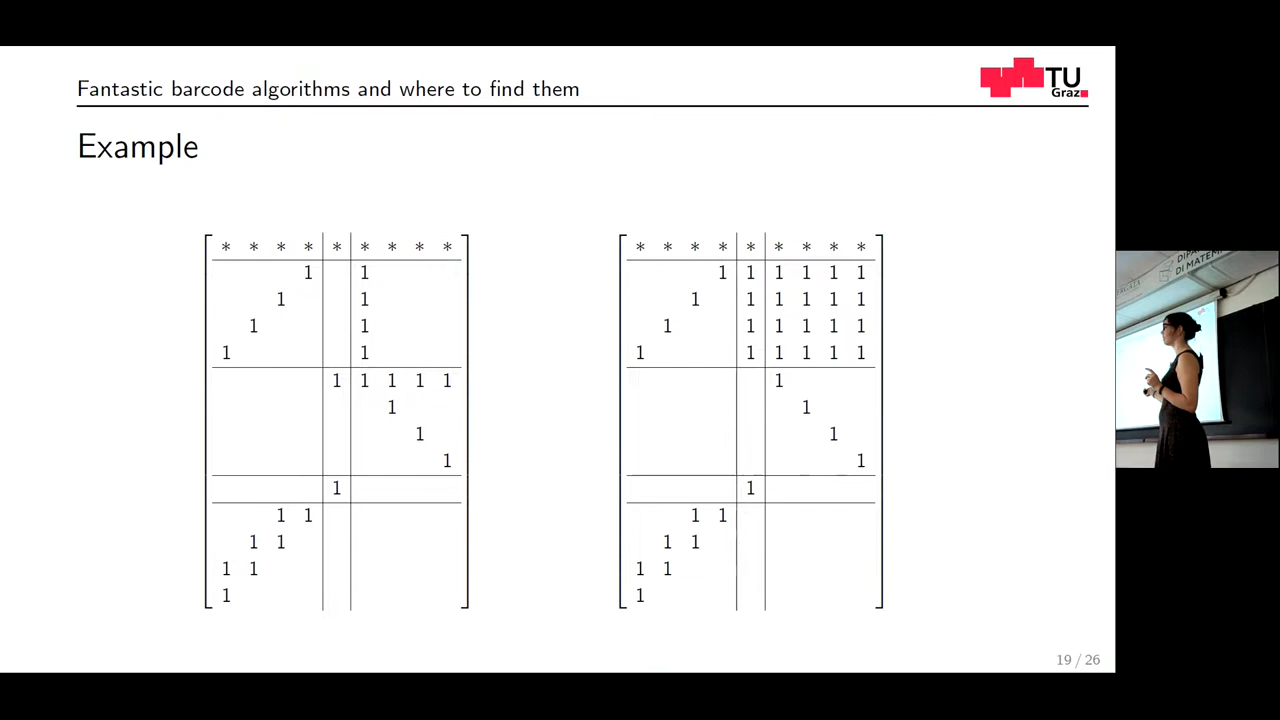 Fantastic barcode algorithms and where to find them
TU
Graz
Example
* * * * * * * * *
1 1
1 1
1 1
1 1
1 1 1 1 1
1
1
1
1
1 1
1 1
1 1
1
* * * * * * * * *
1 1 1 1 1 1
1 1 1 1 1 1
1 1 1 1 1 1
1 1 1 1 1 1
1
1
1
1
1
1 1
1 1
1 1
1
19 / 26
DIPA
DI MATEM